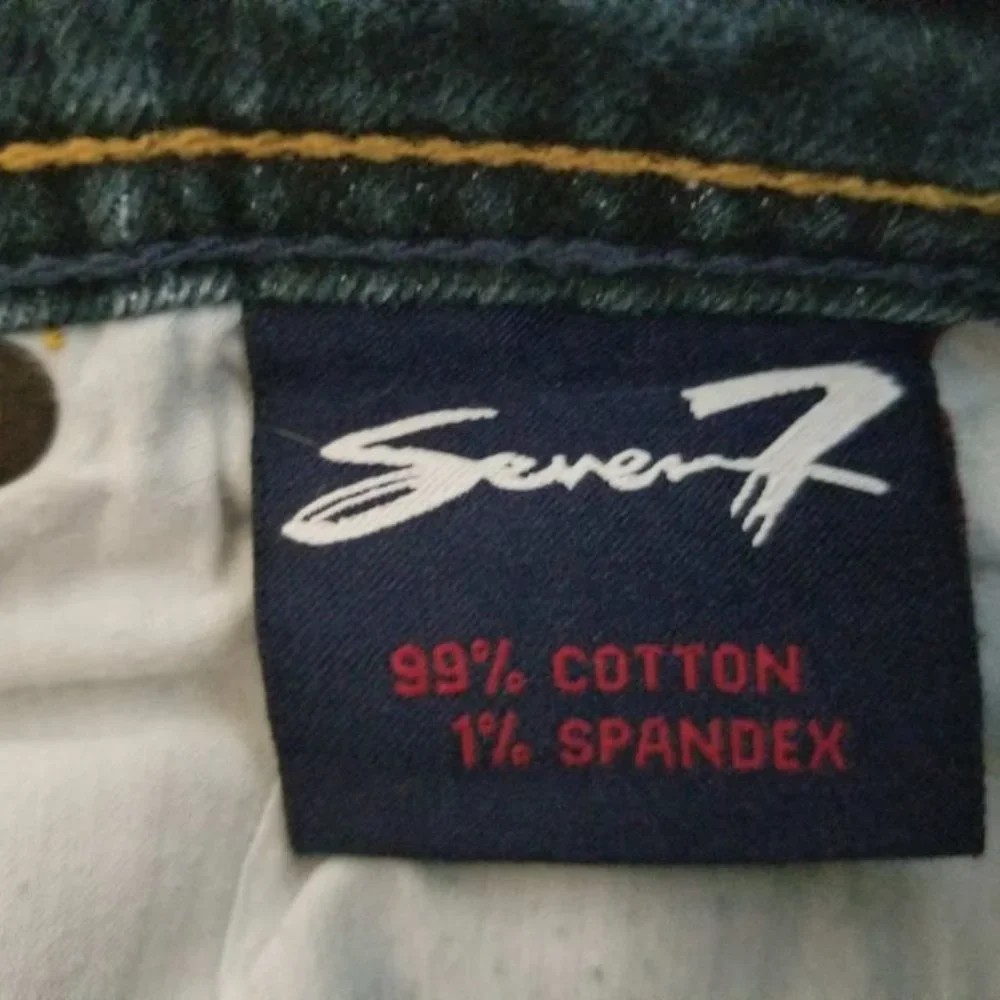 Seven7
99% COTTON
1% SPANDEX